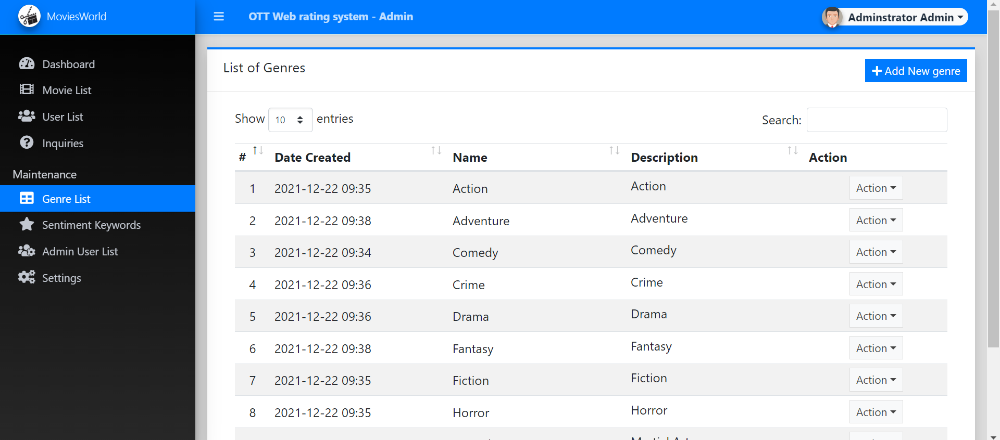 MoviesWorld
OTT Web rating system - Admin
Adminstrator Admin
Dashboard
Movie List
User List
Inquiries
Maintenance
Genre List
Sentiment Keywords
Admin User List
Settings
List of Genres
Add New genre
Show 10 entries
Search:
# Date Created Name Description Action
1 2021-12-22 09:35 Action Action Action
2 2021-12-22 09:38 Adventure Adventure Action
3 2021-12-22 09:34 Comedy Comedy Action
4 2021-12-22 09:36 Crime Crime Action
5 2021-12-22 09:36 Drama Drama Action
6 2021-12-22 09:38 Fantasy Fantasy Action
7 2021-12-22 09:35 Fiction Fiction Action
8 2021-12-22 09:35 Horror Horror Action